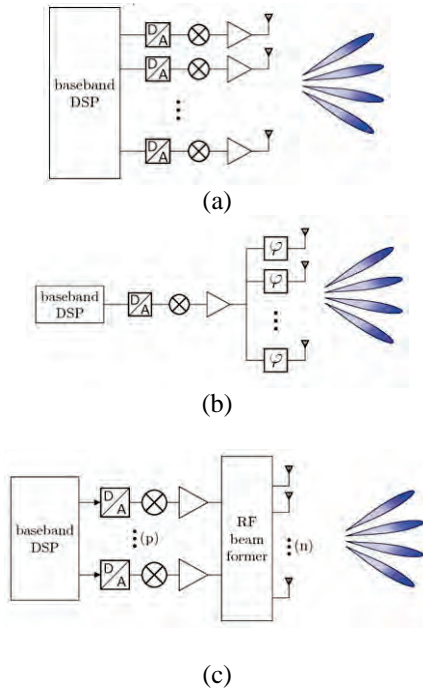 baseband
DSP
D/A
D/A
D/A
(a)
baseband
DSP
D/A
φ
φ
φ
(b)
baseband
DSP
D/A
D/A
(p)
RF
beam
former
(n)
(c)